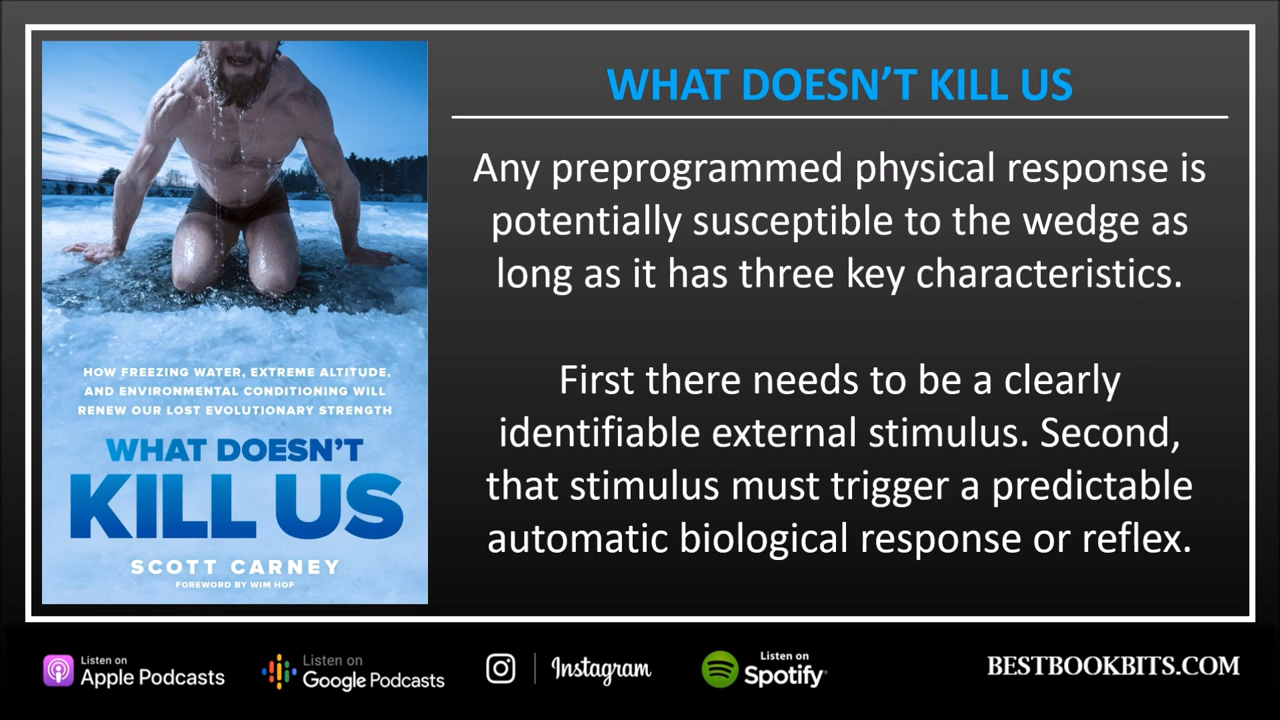 WHAT DOESN’T KILL US
Any preprogrammed physical response is
potentially susceptible to the wedge as
long as it has three key characteristics.
First there needs to be a clearly
identifiable external stimulus. Second,
that stimulus must trigger a predictable
automatic biological response or reflex.
HOW FREEZING WATER, EXTREME ALTITUDE,
AND ENVIRONMENTAL CONDITIONING WILL
RENEW OUR LOST EVOLUTIONARY STRENGTH
WHAT DOESN’T
KILL US
SCOTT CARNEY
FOREWORD BY WIM HOF
Listen on
Apple Podcasts
Listen on
Google Podcasts
Instagram
Listen on
Spotify
BESTBOOKBITS.COM